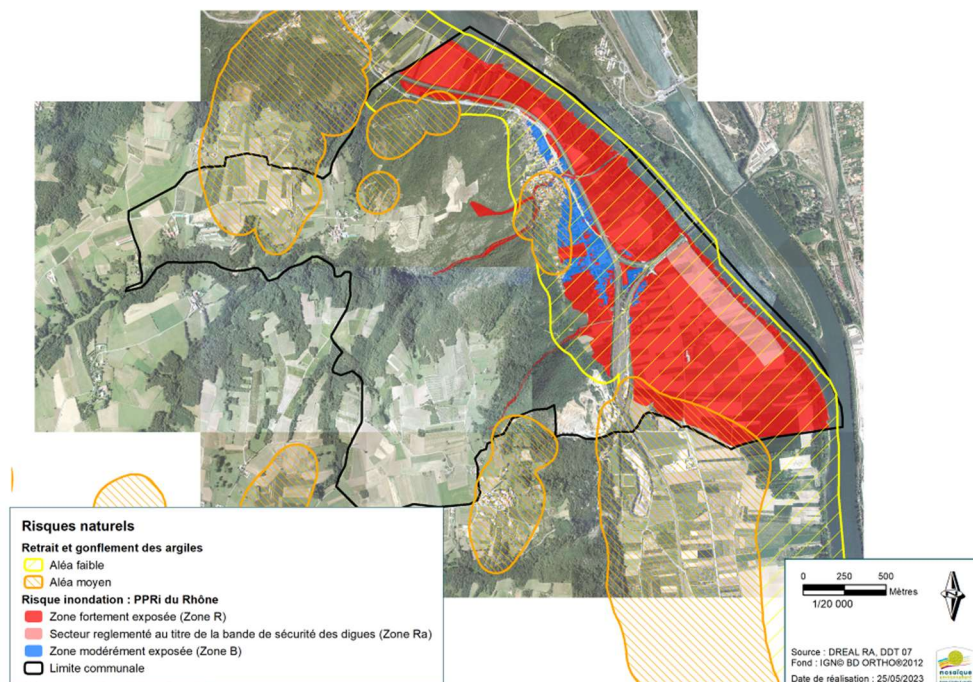 Risques naturels
Retrait et gonflement des argiles
Aléa faible
Aléa moyen
Risque inondation : PPRi du Rhône
Zone fortement exposée (Zone R)
Secteur reglementé au titre de la bande de sécurité des digues (Zone Ra)
Zone modérément exposée (Zone B)
Limite communale
0 250 500
Mètres
1/20 000
Source : DREAL RA, DDT 07
Fond : IGN© BD ORTHO®2012
Date de réalisation : 25/05/2023
mosaïque